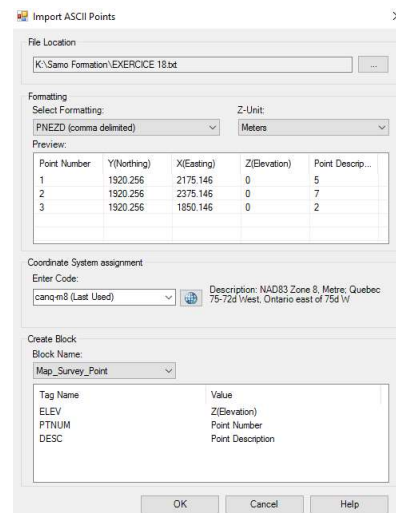 Import ASCII Points
File Location
K:\Samo Formation\EXERCICE 18.txt ...
Formatting
Select Formatting: Z-Unit:
PNEZD (comma delimited) Meters
Preview:
Point Number Y(Northing) X(Easting) Z(Elevation) Point Descrip...
1 1920.256 2175.146 0 5
2 1920.256 2375.146 0 7
3 1920.256 1850.146 0 2
Coordinate System assignment
Enter Code:
canq-m8 (Last Used) Description: NAD83 Zone 8, Metre; Quebec
75-72d West, Ontario east of 75d W
Create Block
Block Name:
Map_Survey_Point
Tag Name Value
ELEV Z(Elevation)
PTNUM Point Number
DESC Point Description
OK Cancel Help